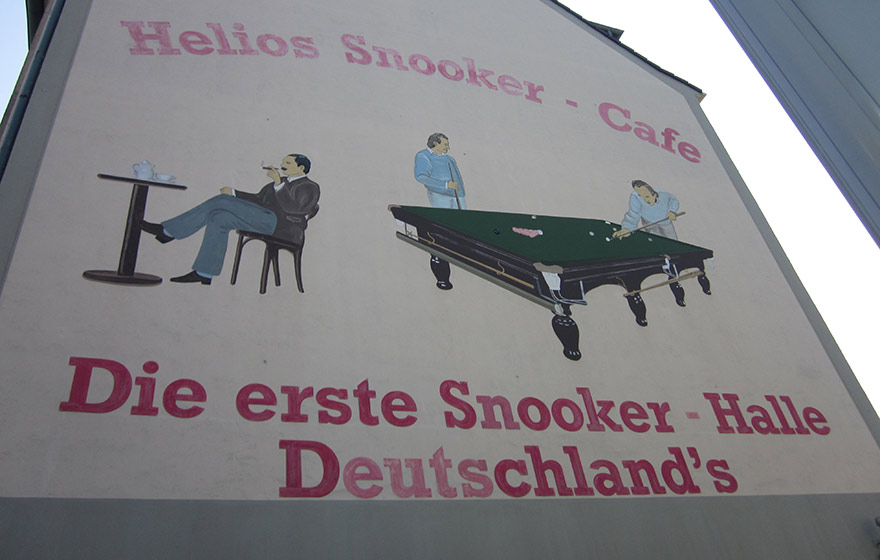 Helios Snooker - Cafe
Die erste Snooker - Halle
Deutschland's